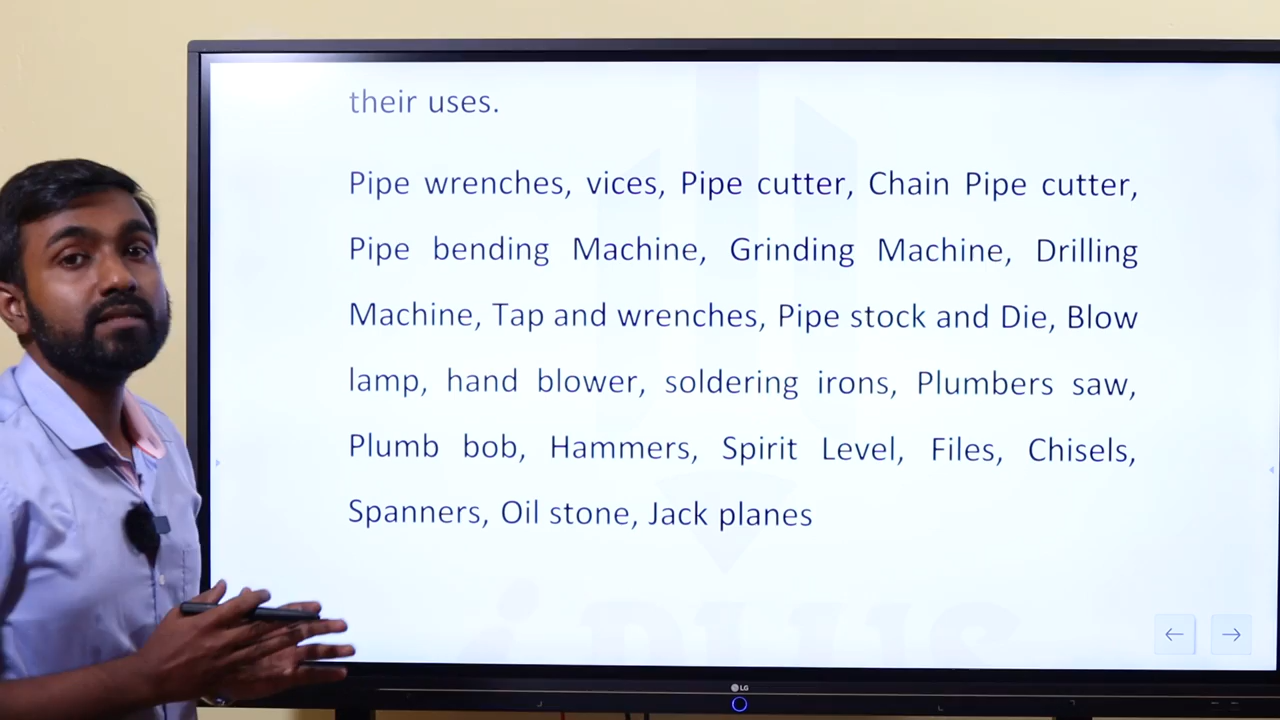 their uses.
Pipe wrenches, vices, Pipe cutter, Chain Pipe cutter,
Pipe bending Machine, Grinding Machine, Drilling
Machine, Tap and wrenches, Pipe stock and Die, Blow
lamp, hand blower, soldering irons, Plumbers saw,
Plumb bob, Hammers, Spirit Level, Files, Chisels,
Spanners, Oil stone, Jack planes
i PLUS
LG